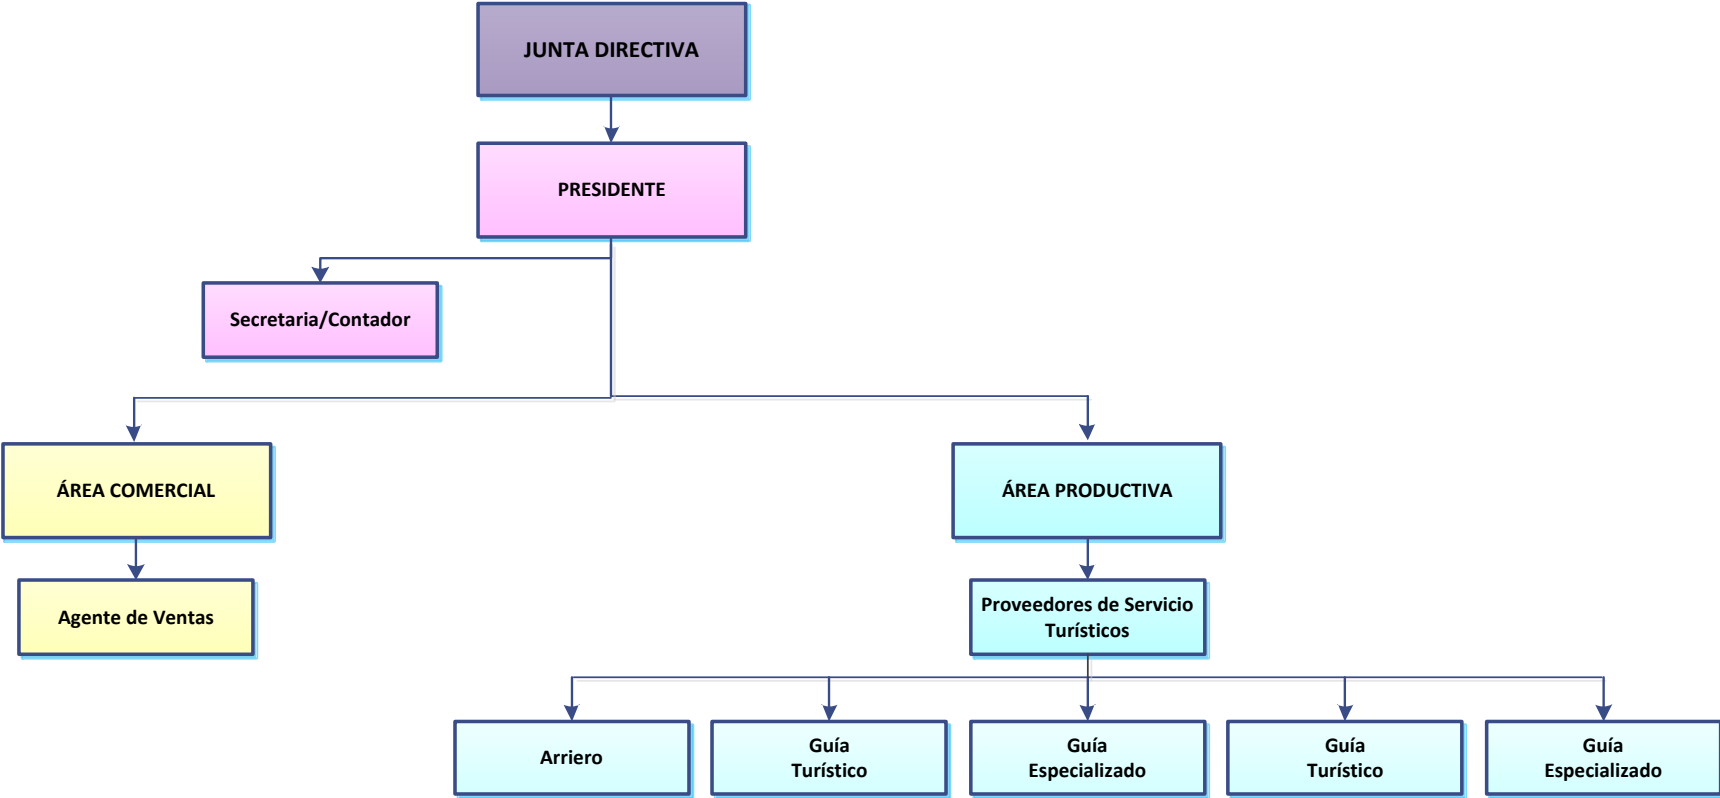 JUNTA DIRECTIVA
PRESIDENTE
Secretaria/Contador
ÁREA COMERCIAL
ÁREA PRODUCTIVA
Agente de Ventas
Proveedores de Servicio
Turísticos
Arriero
Guía
Turístico
Guía
Especializado
Guía
Turístico
Guía
Especializado